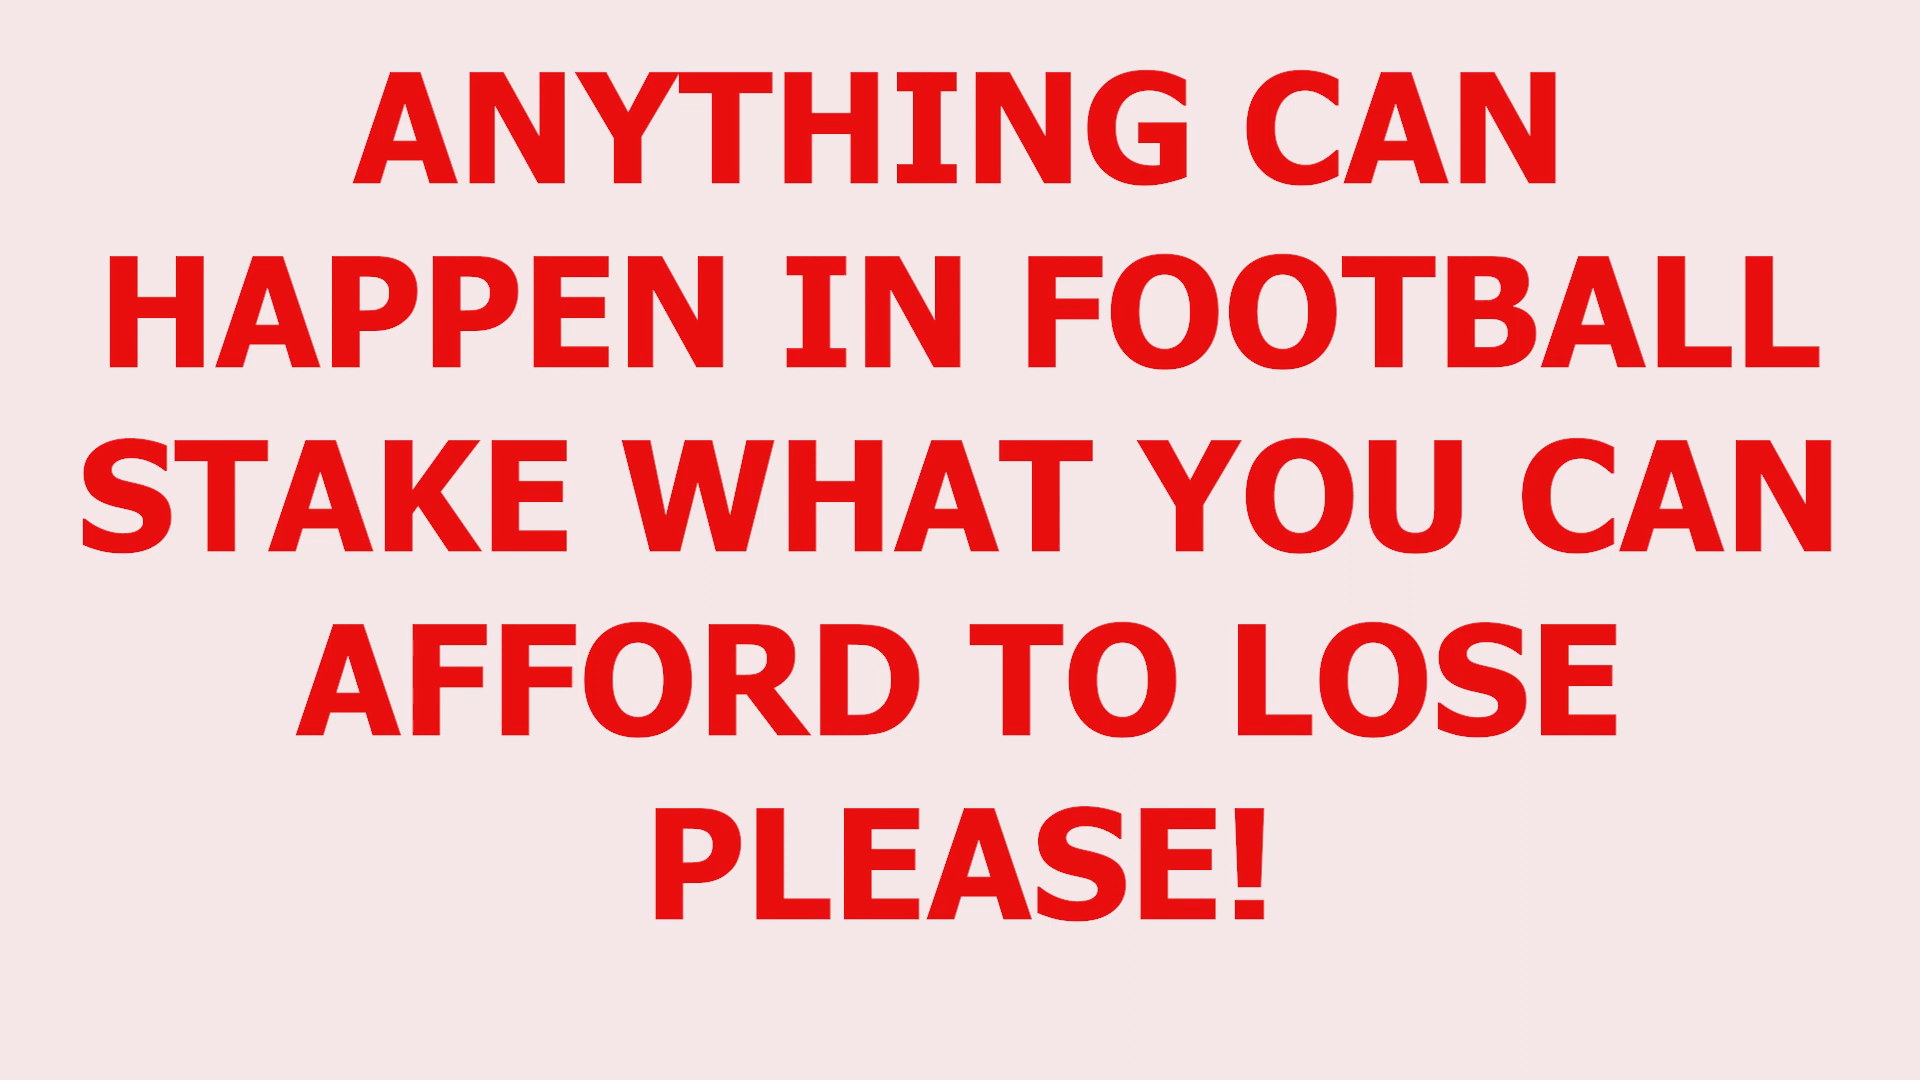 ANYTHING CAN
HAPPEN IN FOOTBALL
STAKE WHAT YOU CAN
AFFORD TO LOSE
PLEASE!